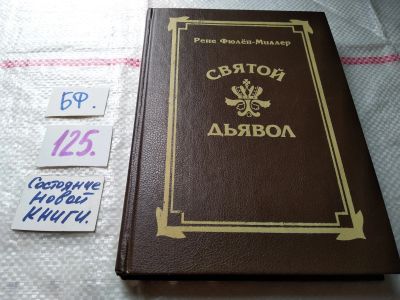 БФ.
125.
Состояние
новой
книги.
Рене Фюлёп-Миллер
СВЯТОЙ
ДЬЯВОЛ